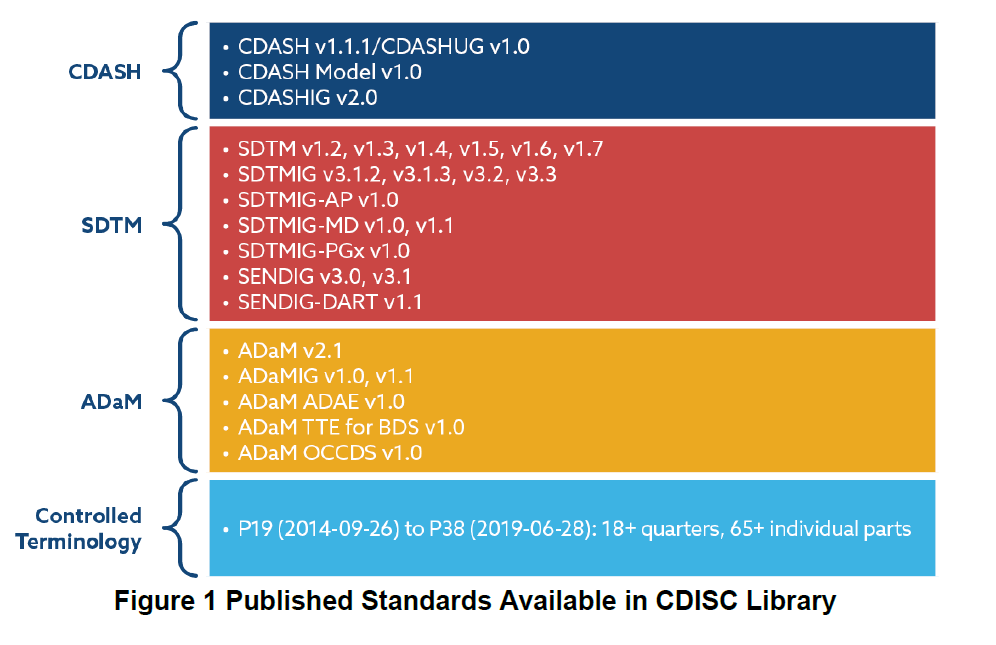 CDASH
• CDASH v1.1.1/CDASHUG v1.0
• CDASH Model v1.0
• CDASHIG v2.0
SDTM
• SDTM v1.2, v1.3, v1.4, v1.5, v1.6, v1.7
• SDTMIG v3.1.2, v3.1.3, v3.2, v3.3
• SDTMIG-AP v1.0
• SDTMIG-MD v1.0, v1.1
• SDTMIG-PGx v1.0
• SENDIG v3.0, v3.1
• SENDIG-DART v1.1
ADaM
• ADaM v2.1
• ADaMIG v1.0, v1.1
• ADaM ADAE v1.0
• ADaM TTE for BDS v1.0
• ADaM OCCDS v1.0
Controlled
Terminology
• P19 (2014-09-26) to P38 (2019-06-28): 18+ quarters, 65+ individual parts
Figure 1 Published Standards Available in CDISC Library